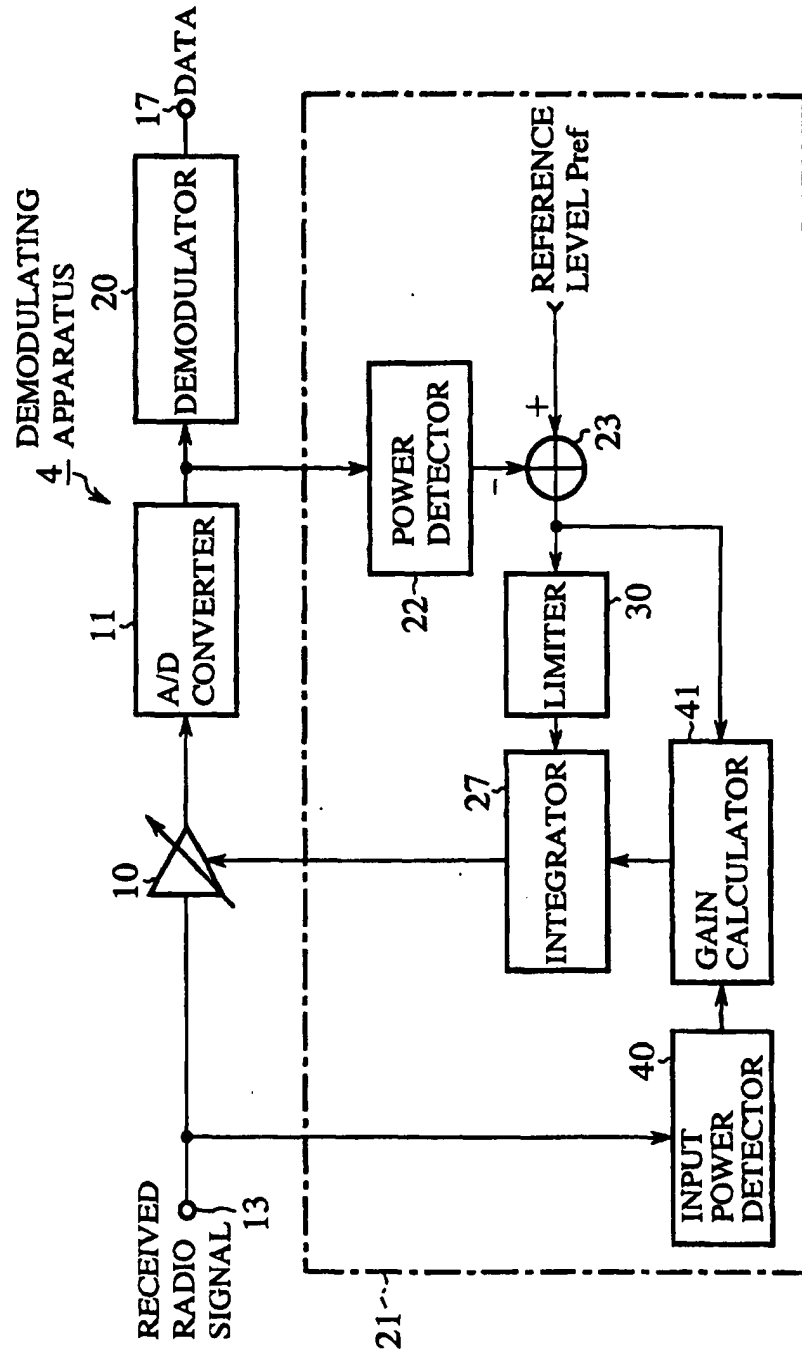 DEMODULATING
APPARATUS
4
RECEIVED
RADIO
SIGNAL
13
10
11
A/D
CONVERTER
20
DEMODULATOR
17
DATA
21
22
POWER
DETECTOR
REFERENCE
LEVEL Pref
+
-
23
30
LIMITER
27
INTEGRATOR
41
GAIN
CALCULATOR
40
INPUT
POWER
DETECTOR